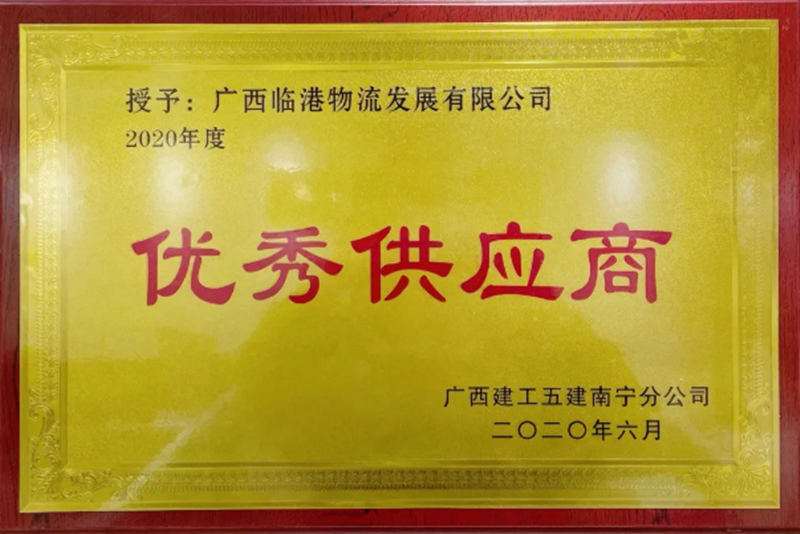 授予：广西临港物流发展有限公司
2020年度
优秀供应商
广西建工五建南宁分公司
二〇二〇年六月